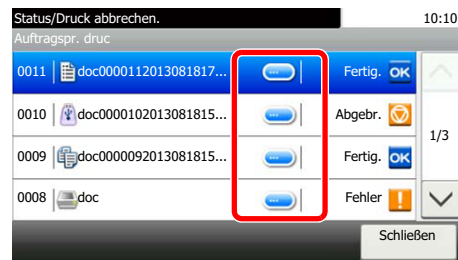 Status/Druck abbrechen. 10:10
Auftragspr. druc
0011 doc0000112013081817... ... Fertig. OK
0010 doc0000102013081815... ... Abgebr.
1/3
0009 doc0000092013081815... ... Fertig. OK
0008 doc ... Fehler !
Schließen